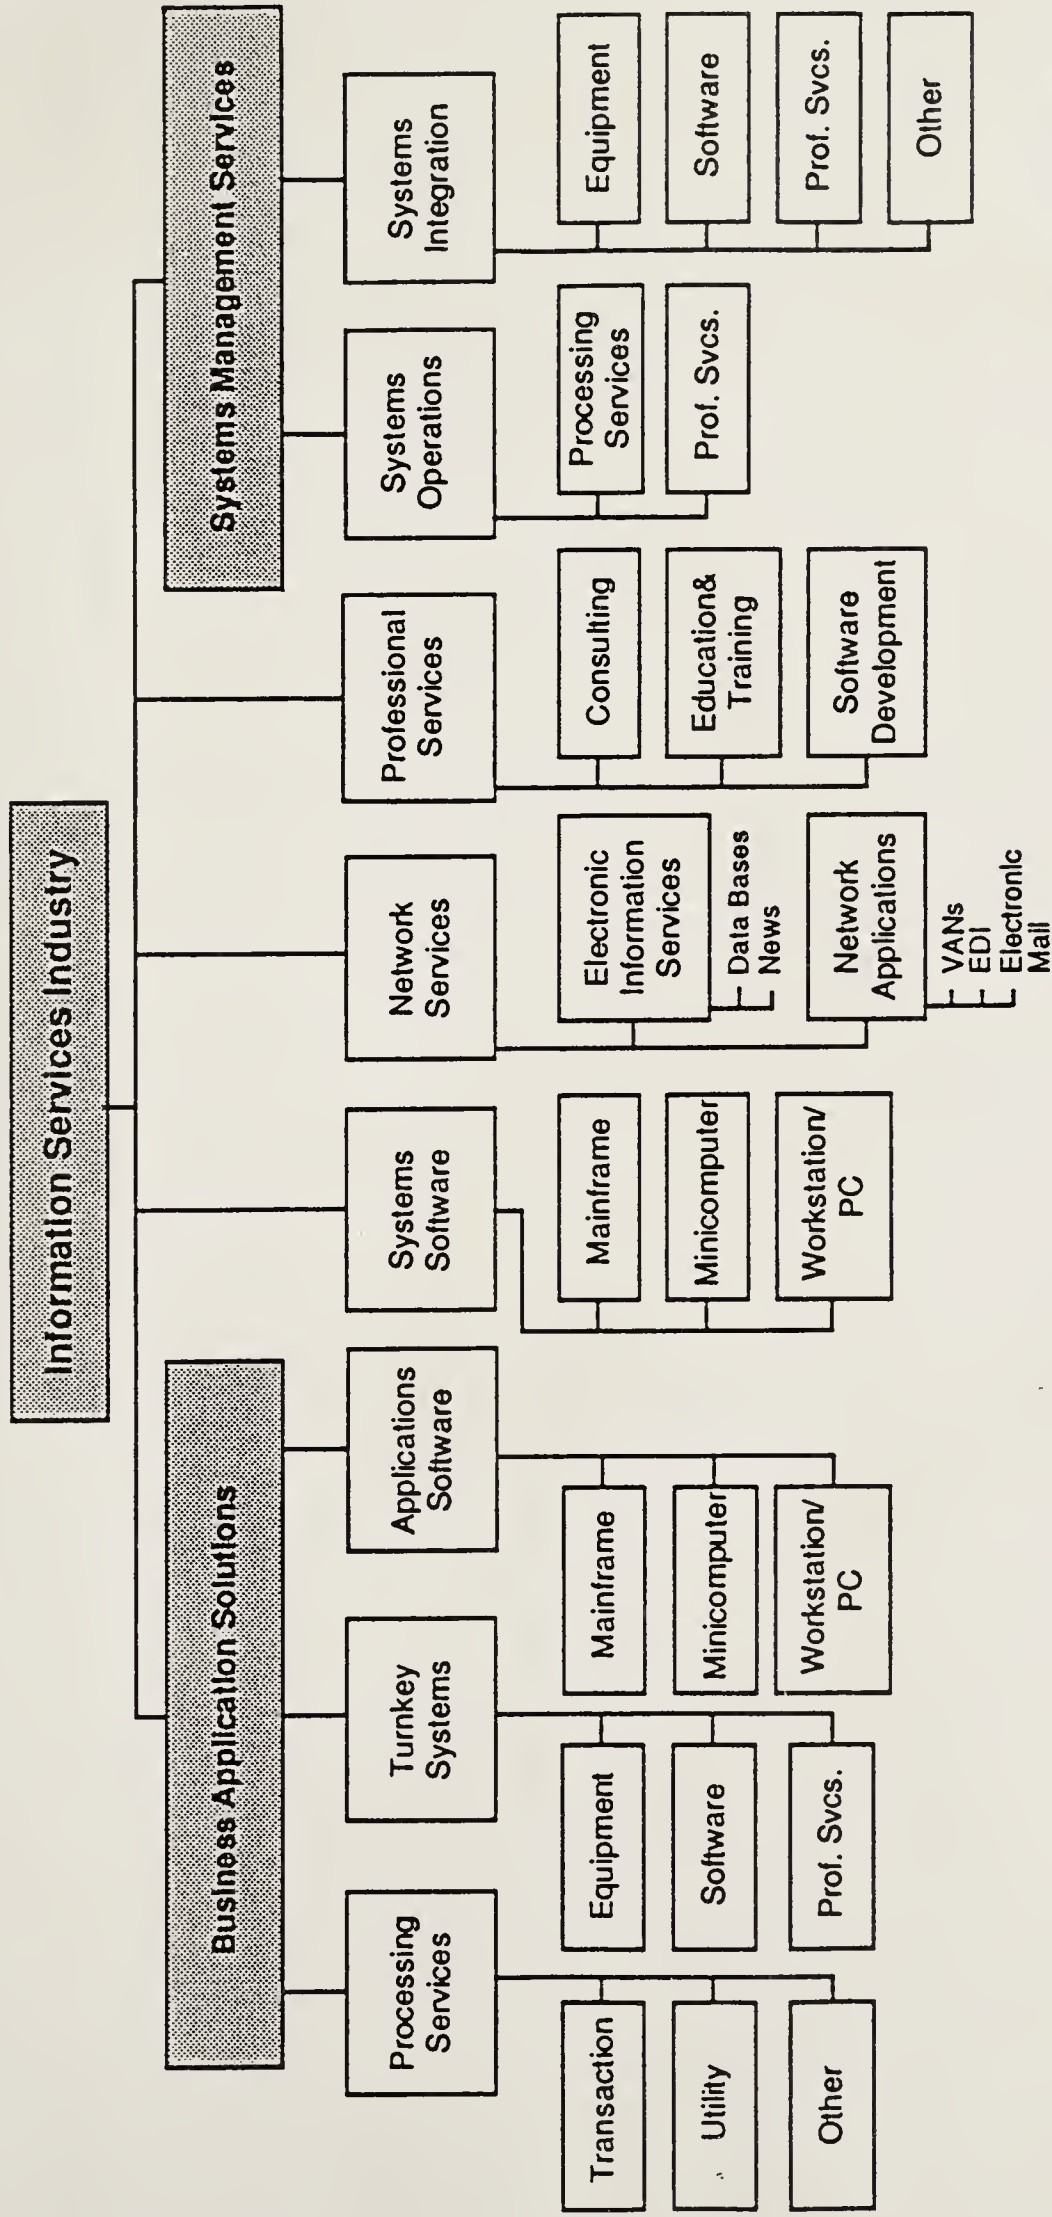 Information Services Industry
Business Application Solutions
Systems Management Services
Processing
Services
Turnkey
Systems
Applications
Software
Systems
Software
Network
Services
Professional
Services
Systems
Operations
Systems
Integration
Transaction
Utility
Other
Equipment
Software
Prof. Svcs.
Mainframe
Minicomputer
Workstation/
PC
Mainframe
Minicomputer
Workstation/
PC
Electronic
Information
Services
Data Bases
News
Network
Applications
VANs
EDI
Electronic
Mail
Consulting
Education&
Training
Software
Development
Processing
Services
Prof. Svcs.
Equipment
Software
Prof. Svcs.
Other